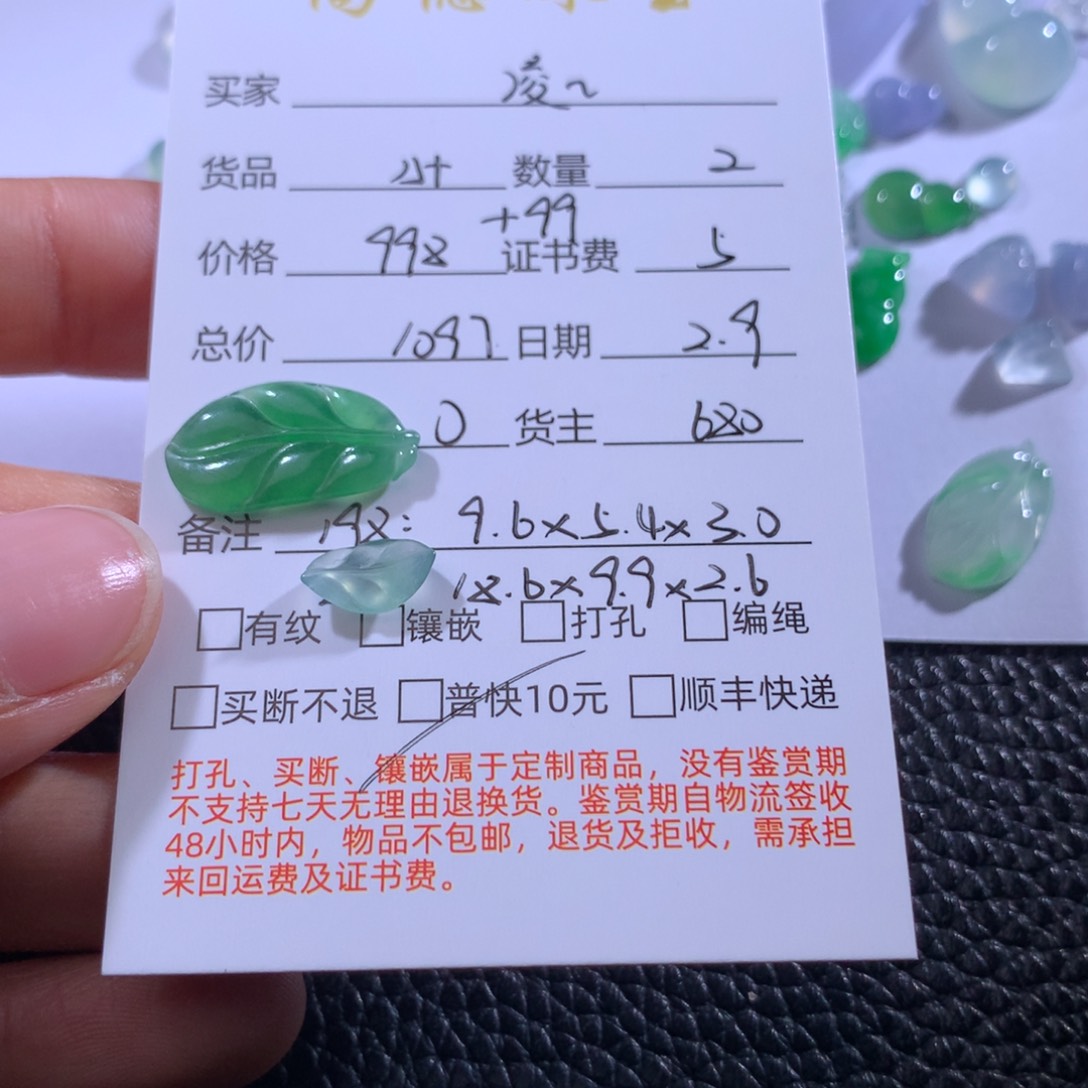 买家 凌~
货品 叶 数量 2
+99
价格 998 证书费 5
总价 1097 日期 2.9
0 货主 680
备注 198: 9.6×5.4×3.0
18.6×9.9×2.6
□有纹 □镶嵌 □打孔 □编绳
□买断不退 □普快10元 □顺丰快递
打孔、买断、镶嵌属于定制商品，没有鉴赏期
不支持七天无理由退换货。鉴赏期自物流签收
48小时内，物品不包邮，退货及拒收，需承担
来回运费及证书费。